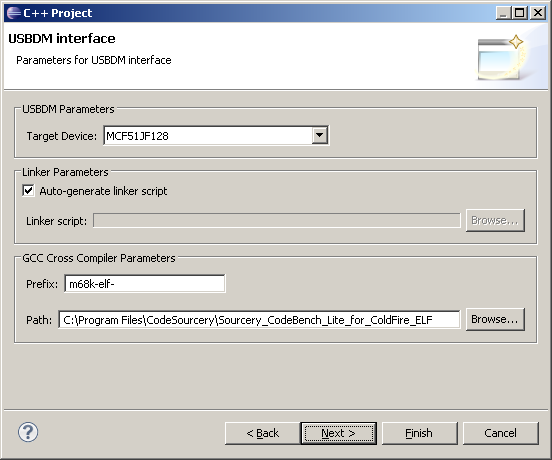 C++ Project
USBDM interface
Parameters for USBDM interface
USBDM Parameters
Target Device: MCF51JF128
Linker Parameters
Auto-generate linker script
Linker script: Browse...
GCC Cross Compiler Parameters
Prefix: m68k-elf-
Path: C:\Program Files\CodeSourcery\Sourcery_CodeBench_Lite_for_ColdFire_ELF Browse...
? < Back Next > Finish Cancel